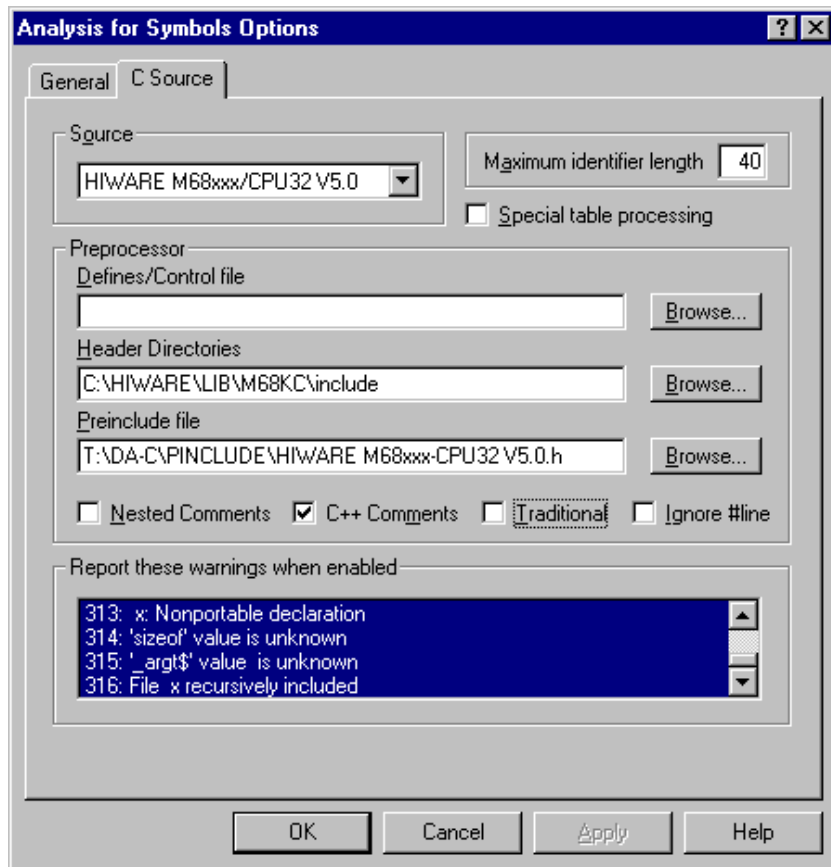 Analysis for Symbols Options
General
C Source
Source
HIWARE M68xxx/CPU32 V5.0
Maximum identifier length 40
Special table processing
Preprocessor
Defines/Control file
Browse...
Header Directories
C:\HIWARE\LIB\M68KC\include
Browse...
Preinclude file
T:\DA-C\PINCLUDE\HIWARE M68xxx-CPU32 V5.0.h
Browse...
Nested Comments
C++ Comments
Traditional
Ignore #line
Report these warnings when enabled
313: x: Nonportable declaration
314: 'sizeof' value is unknown
315: '_argt$' value is unknown
316: File x recursively included
OK
Cancel
Apply
Help